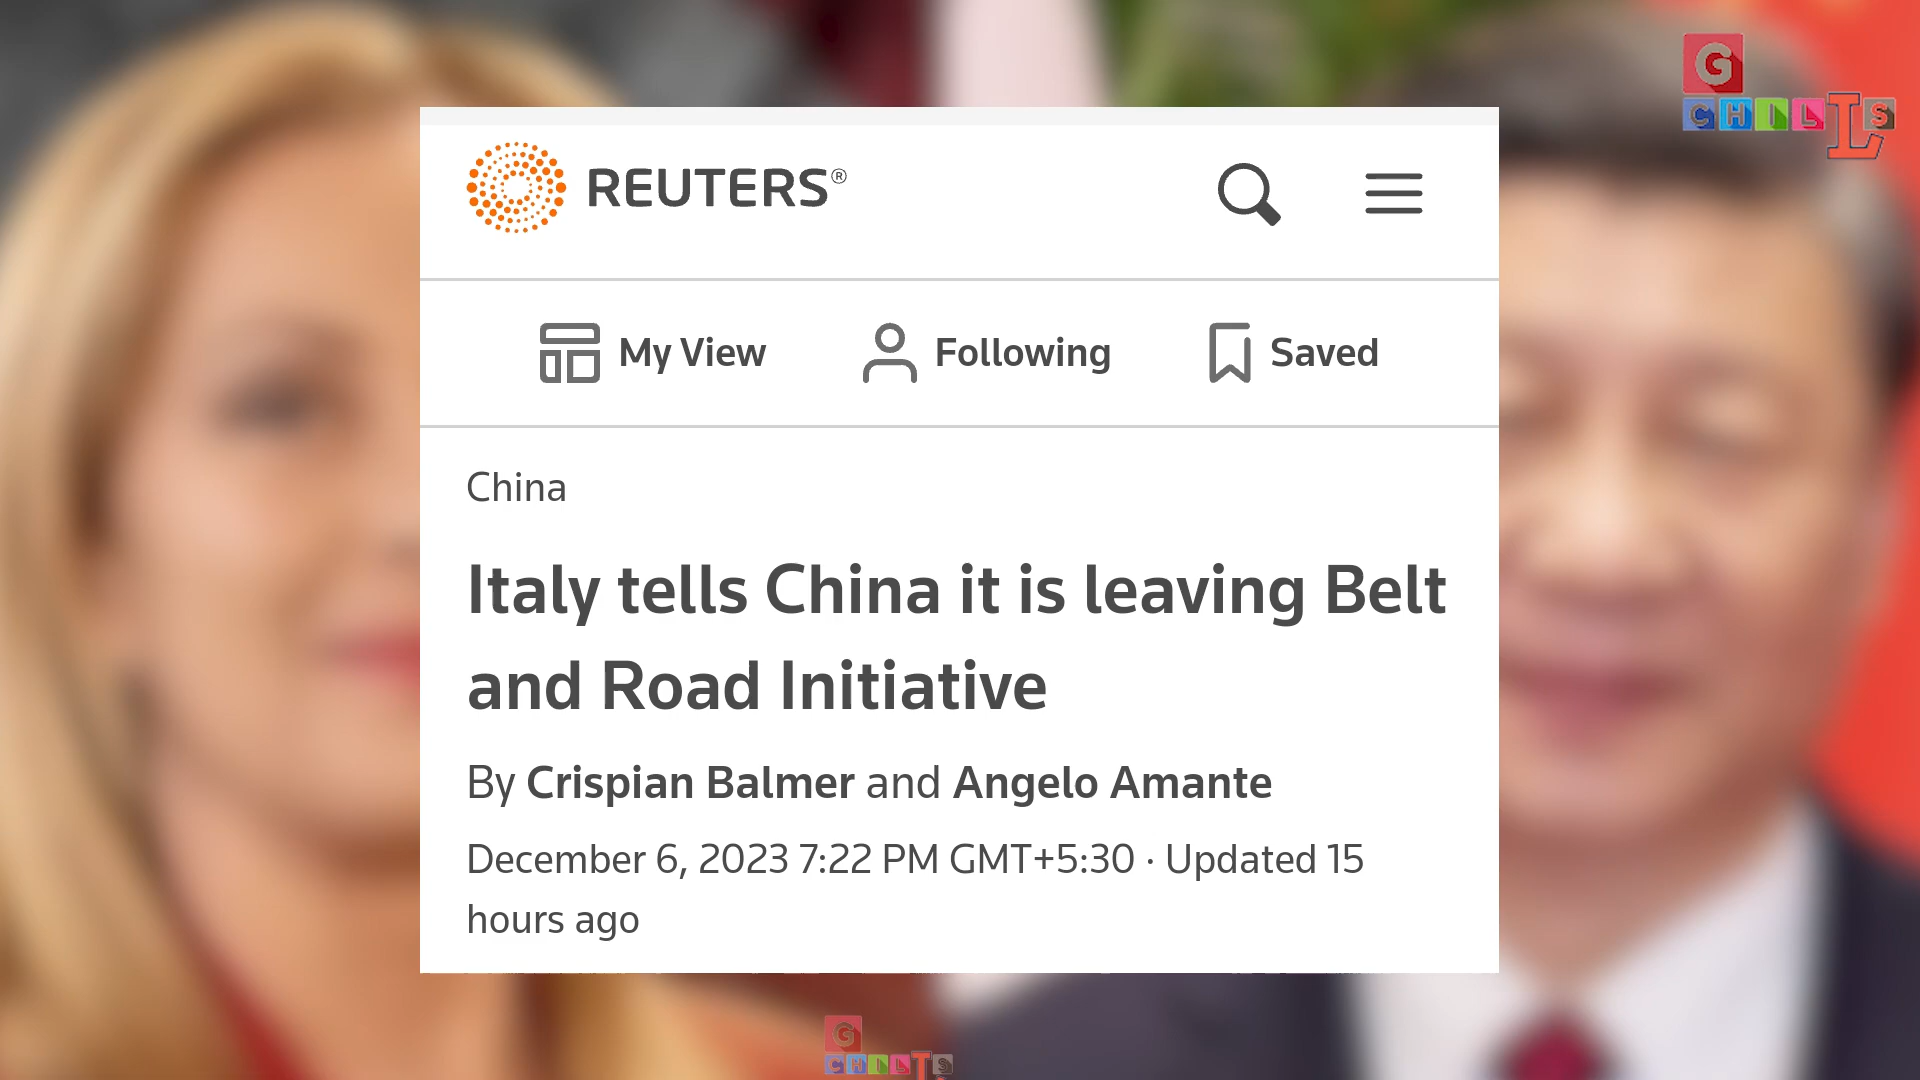 G
CHILLS
REUTERS®
My View
Following
Saved
China
Italy tells China it is leaving Belt
and Road Initiative
By Crispian Balmer and Angelo Amante
December 6, 2023 7:22 PM GMT+5:30 · Updated 15
hours ago
G
CHILLS